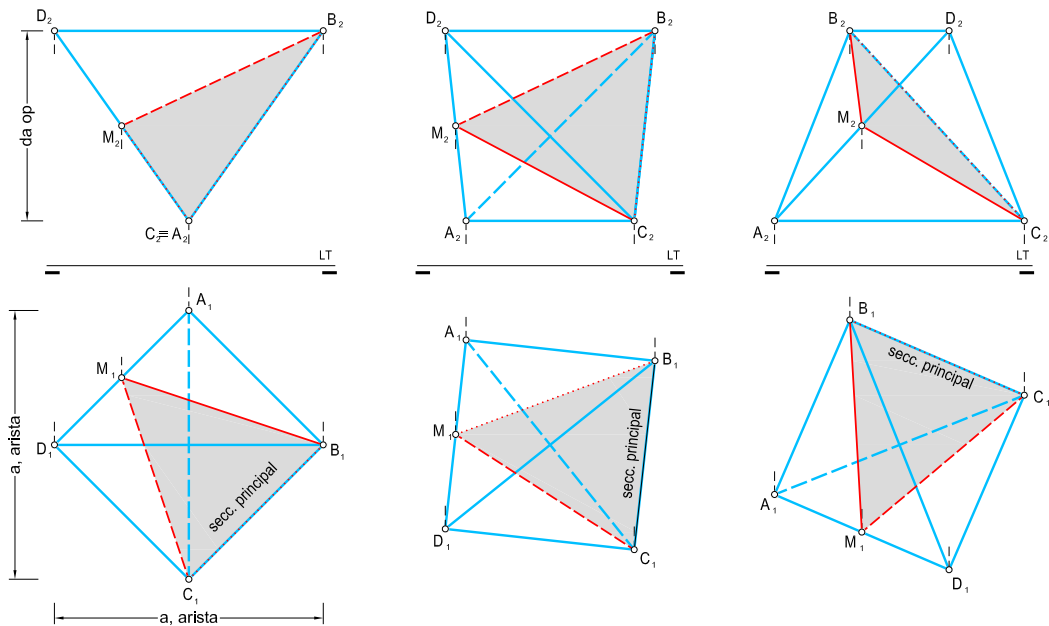 D₂ B₂
B₂ D₂
D₂ B₂
da op
M₂
M₂
M₂
C₂≡A₂
A₂ C₂
A₂ C₂
LT
LT
LT
A₁
M₁
D₁ B₁
secc. principal
C₁
a, arista
a, arista
A₁
B₁
M₁
secc. principal
D₁
C₁
B₁
secc. principal
C₁
A₁
M₁
D₁